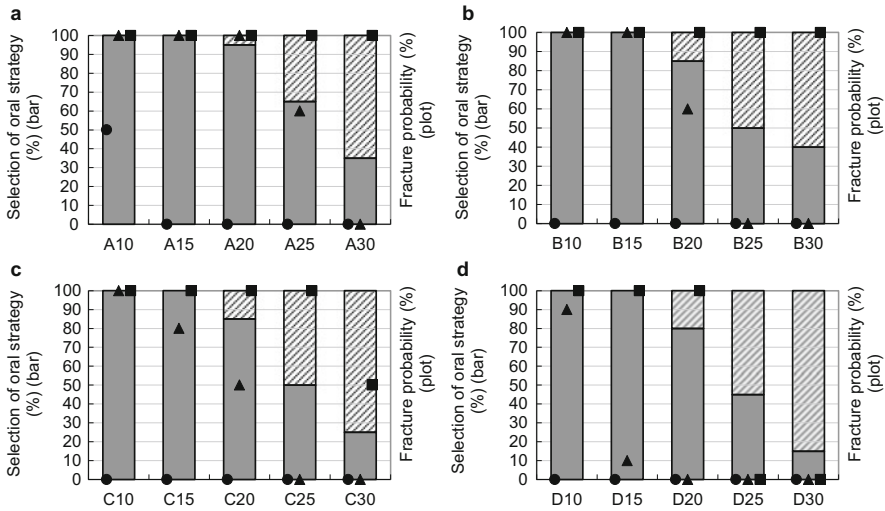 a
Selection of oral strategy
(%) (bar)
100
90
80
70
60
50
40
30
20
10
0
A10 A15 A20 A25 A30
Fracture probability (%)
(plot)
b
Selection of oral strategy
(%) (bar)
100
90
80
70
60
50
40
30
20
10
0
B10 B15 B20 B25 B30
Fracture probability (%)
(plot)
c
Selection of oral strategy
(%) (bar)
100
90
80
70
60
50
40
30
20
10
0
C10 C15 C20 C25 C30
Fracture probability (%)
(plot)
d
Selection of oral strategy
(%) (bar)
100
90
80
70
60
50
40
30
20
10
0
D10 D15 D20 D25 D30
Fracture probability (%)
(plot)